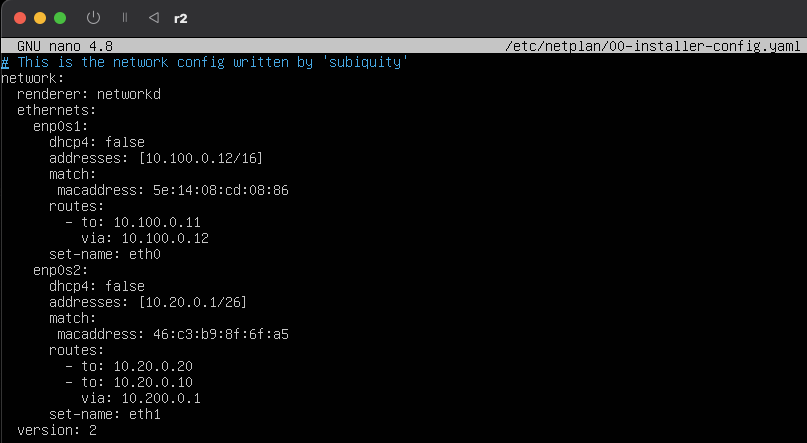 r2
GNU nano 4.8 /etc/netplan/00-installer-config.yaml
# This is the network config written by 'subiquity'
network:
  renderer: networkd
  ethernets:
    enp0s1:
      dhcp4: false
      addresses: [10.100.0.12/16]
      match:
       macaddress: 5e:14:08:cd:08:86
      routes:
        - to: 10.100.0.11
          via: 10.100.0.12
      set-name: eth0
    enp0s2:
      dhcp4: false
      addresses: [10.20.0.1/26]
      match:
       macaddress: 46:c3:b9:8f:6f:a5
      routes:
        - to: 10.20.0.20
        - to: 10.20.0.10
          via: 10.200.0.1
      set-name: eth1
  version: 2